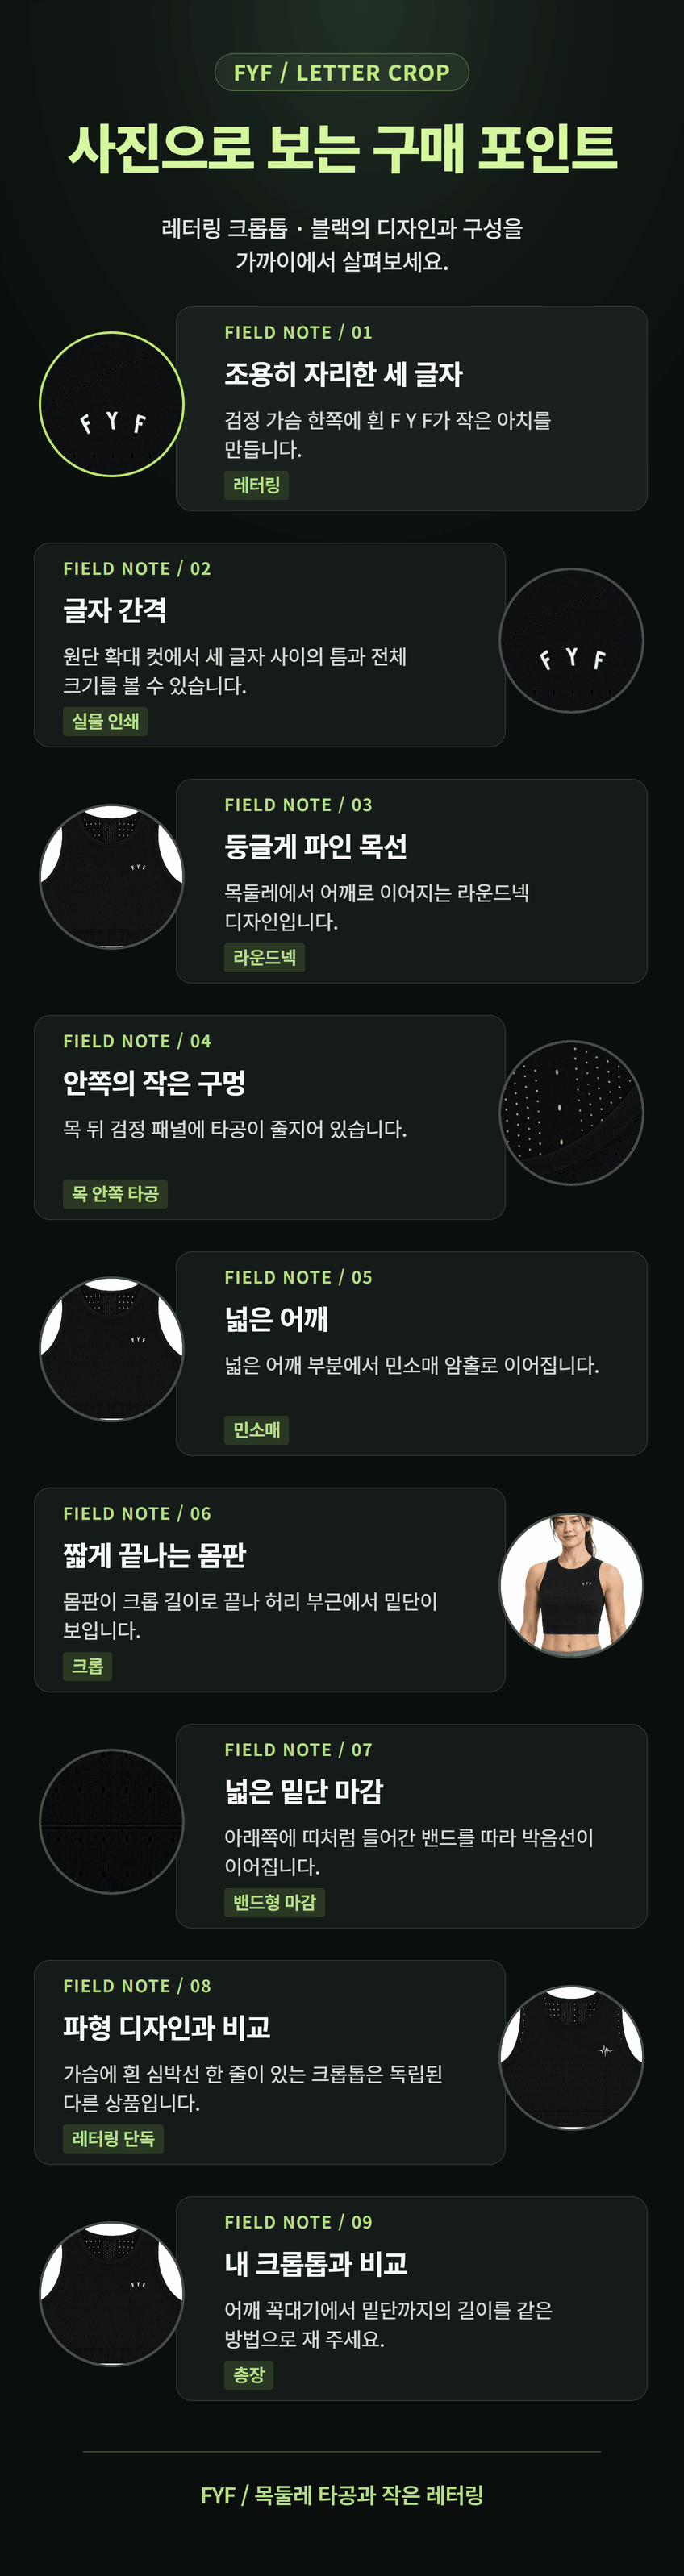 FYF / LETTER CROP
사진으로 보는 구매 포인트
레터링 크롭톱 · 블랙의 디자인과 구성을
가까이에서 살펴보세요.
FIELD NOTE / 01
조용히 자리한 세 글자
검정 가슴 한쪽에 흰 F Y F가 작은 아치를
만듭니다.
레터링
F Y F
FIELD NOTE / 02
글자 간격
원단 확대 컷에서 세 글자 사이의 틈과 전체
크기를 볼 수 있습니다.
실물 인쇄
F Y F
FIELD NOTE / 03
둥글게 파인 목선
목둘레에서 어깨로 이어지는 라운드넥
디자인입니다.
라운드넥
FYF
FIELD NOTE / 04
안쪽의 작은 구멍
목 뒤 검정 패널에 타공이 줄지어 있습니다.
목 안쪽 타공
FIELD NOTE / 05
넓은 어깨
넓은 어깨 부분에서 민소매 암홀로 이어집니다.
민소매
FYF
FIELD NOTE / 06
짧게 끝나는 몸판
몸판이 크롭 길이로 끝나 허리 부근에서 밑단이
보입니다.
크롭
FYF
FIELD NOTE / 07
넓은 밑단 마감
아래쪽에 띠처럼 들어간 밴드를 따라 박음선이
이어집니다.
밴드형 마감
FIELD NOTE / 08
파형 디자인과 비교
가슴에 흰 심박선 한 줄이 있는 크롭톱은 독립된
다른 상품입니다.
레터링 단독
FIELD NOTE / 09
내 크롭톱과 비교
어깨 꼭대기에서 밑단까지의 길이를 같은
방법으로 재 주세요.
총장
FYF
FYF / 목둘레 타공과 작은 레터링